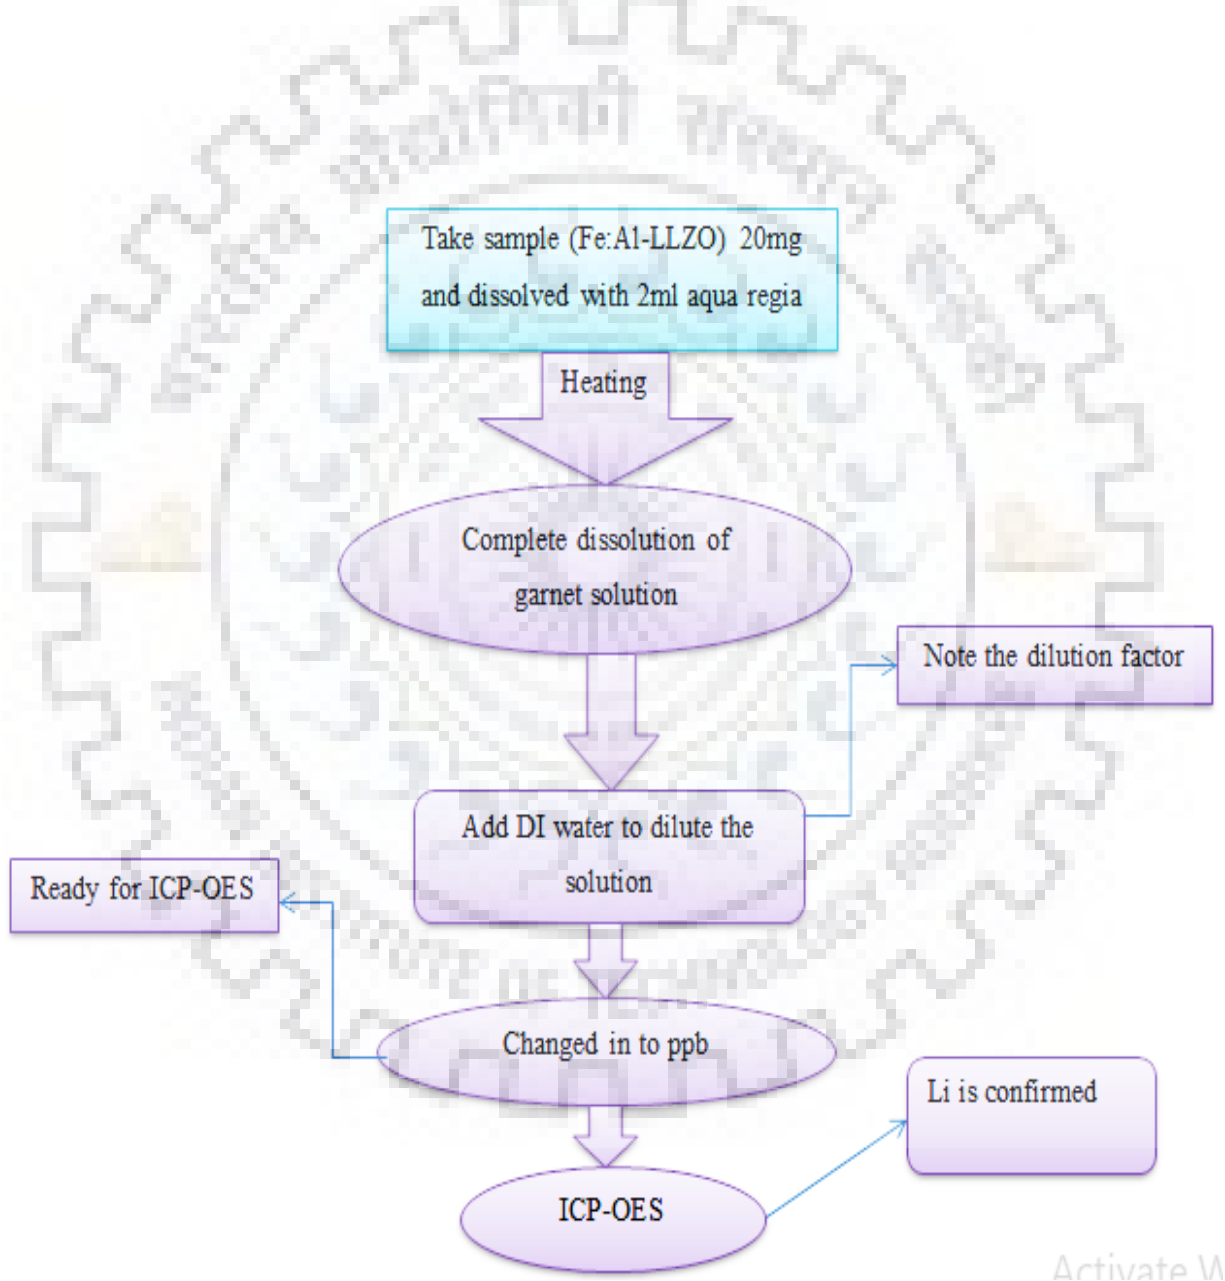 Take sample (Fe:Al-LLZO) 20mg
and dissolved with 2ml aqua regia
Heating
Complete dissolution of
garnet solution
Note the dilution factor
Add DI water to dilute the
solution
Ready for ICP-OES
Changed in to ppb
Li is confirmed
ICP-OES
Activate W